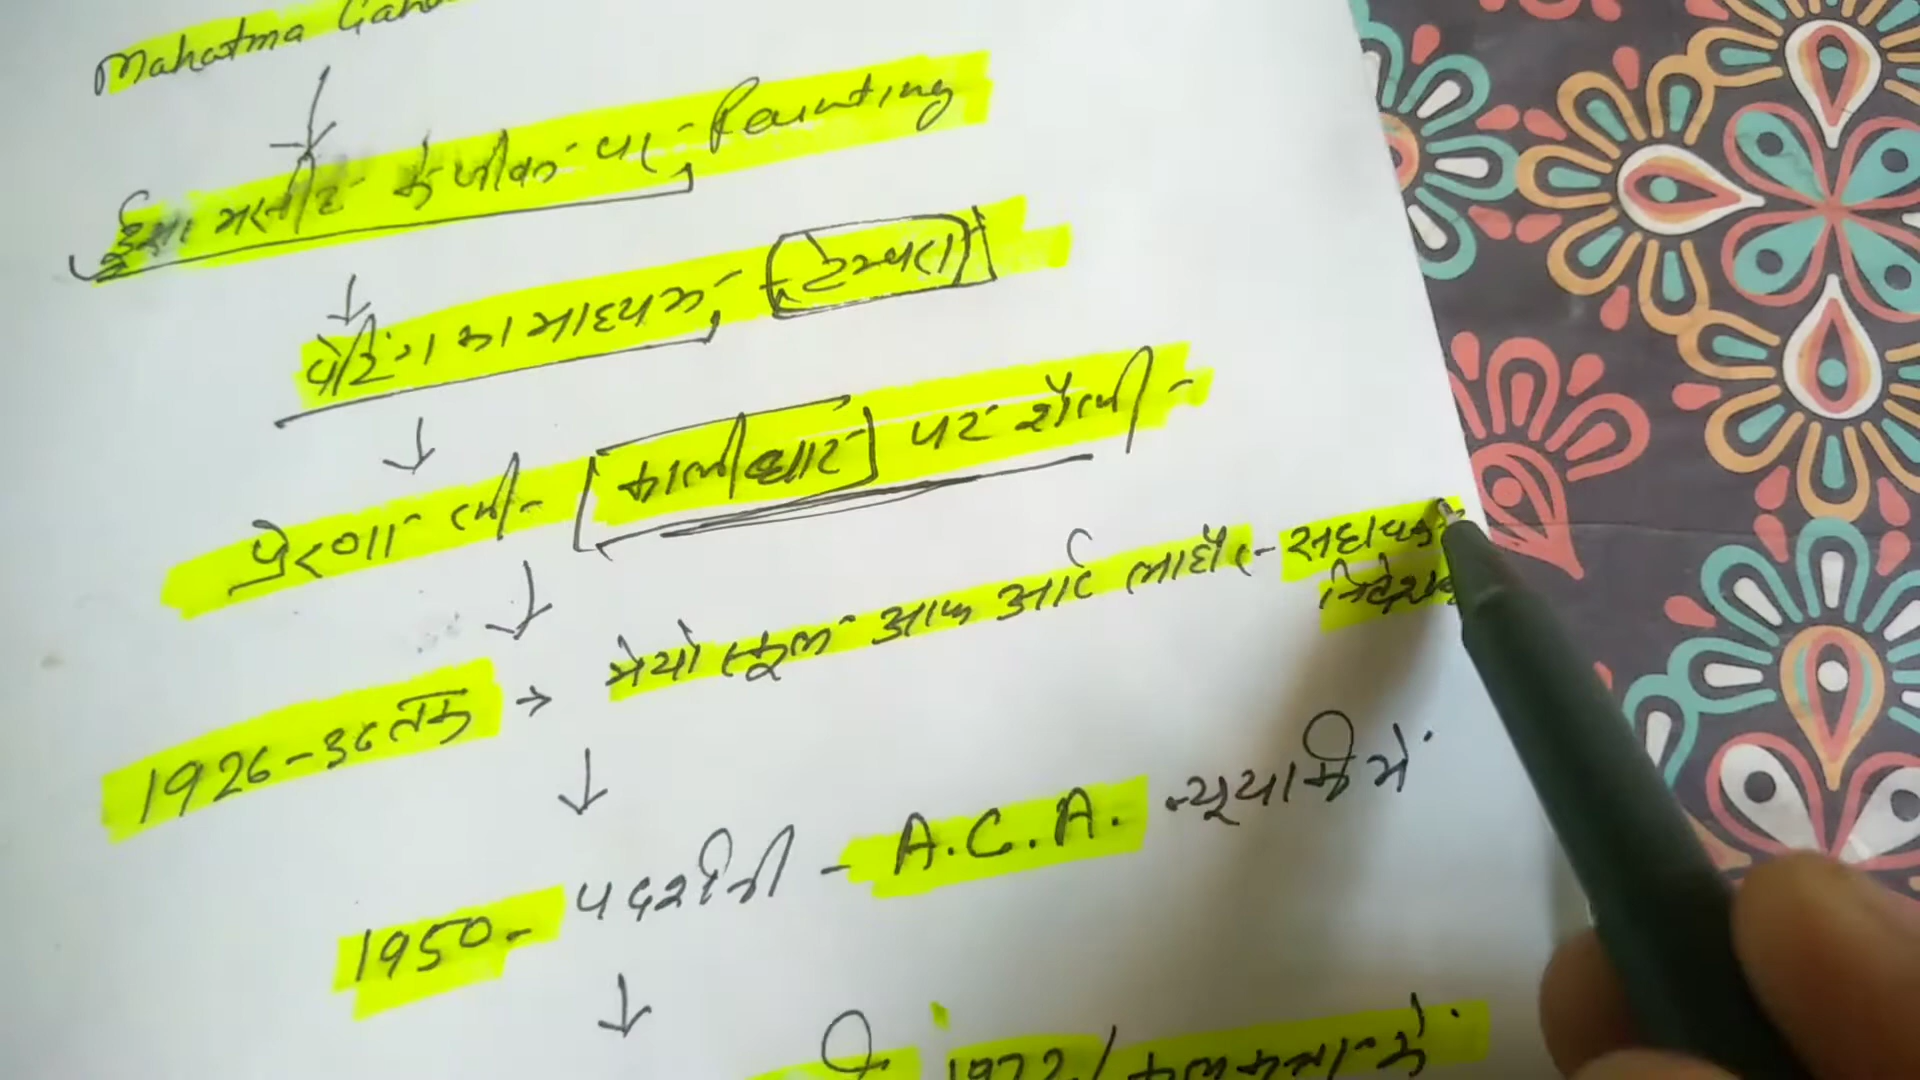 Mahatma
ईसा मसीह के जीवन पर - Painting
पेटिंग का माध्यम - टेम्परा
प्रेरणा ली - कालीघाट पट शैली -
1926-36 तक → मेयो स्कूल आफ आर्ट लाहौर - सहायक
निर्देशक
1950 - प्रदर्शनी - A.C.A. न्यूयार्क में
1972/ कलकत्ता में